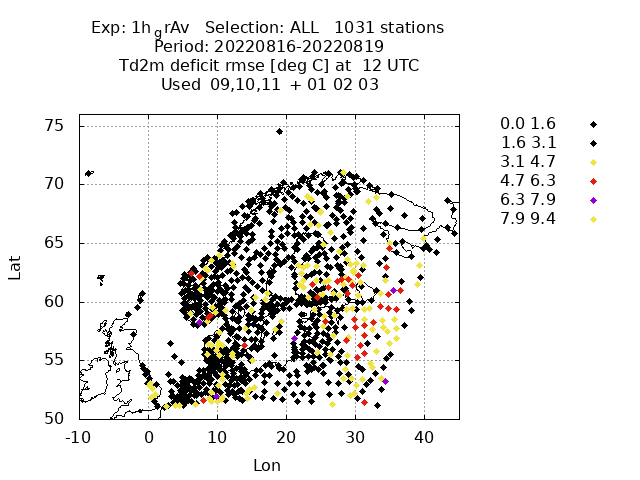 Exp: 1h_grAv   Selection: ALL   1031 stations
Period: 20220816-20220819
Td2m deficit rmse [deg C] at  12 UTC
Used  09,10,11  + 01 02 03
0.0 1.6
1.6 3.1
3.1 4.7
4.7 6.3
6.3 7.9
7.9 9.4
75
70
65
60
55
50
Lat
-10 0 10 20 30 40
Lon